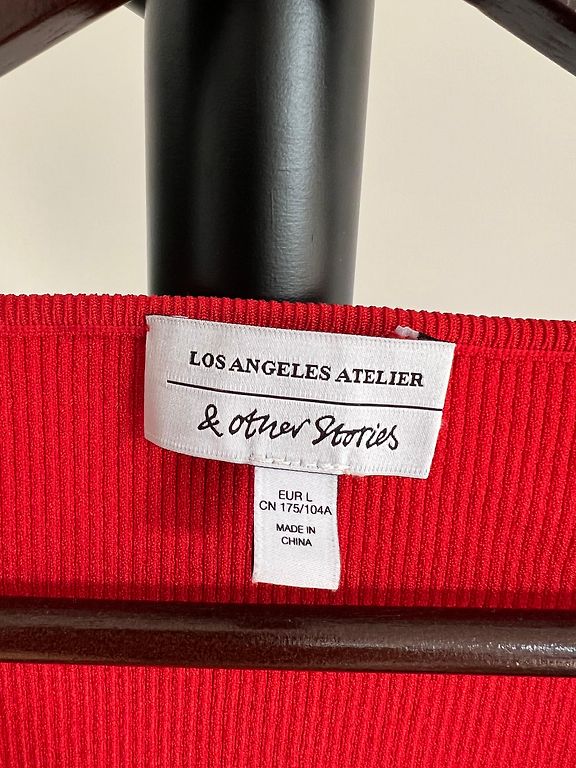 LOS ANGELES ATELIER
& other Stories
EUR L
CN 175/104A
MADE IN
CHINA